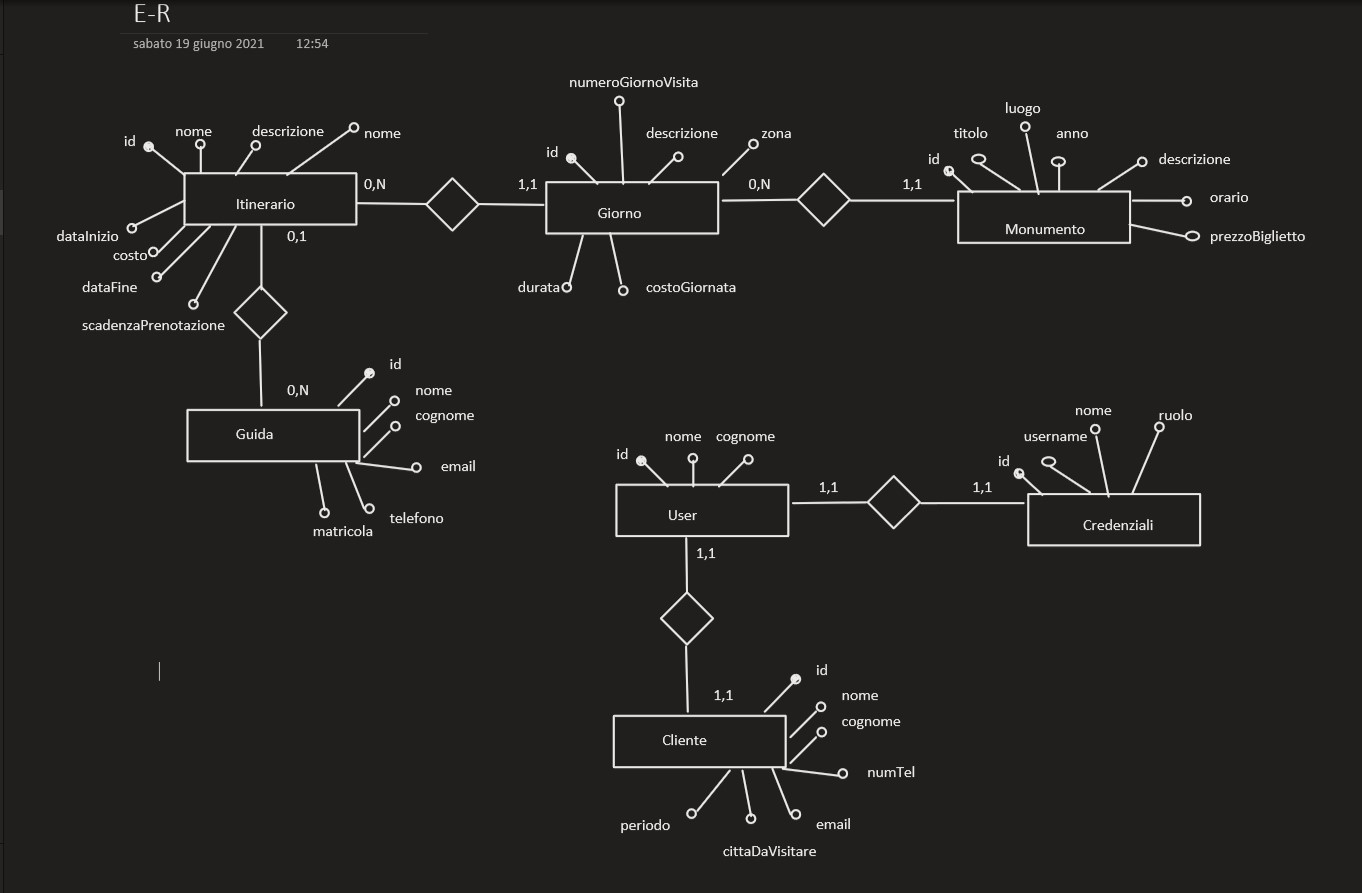 E-R
sabato 19 giugno 2021 12:54
numeroGiornoVisita
luogo
id nome descrizione nome
id descrizione zona
id titolo anno descrizione
0,N 1,1 0,N 1,1
Itinerario Giorno Monumento
orario
prezzoBiglietto
dataInizio 0,1
costo
dataFine
scadenzaPrenotazione
durata costoGiornata
id
nome
0,N
cognome
Guida
email
telefono
matricola
nome ruolo
id nome cognome
id username
1,1 1,1
User Credenziali
1,1
id
1,1 nome
cognome
Cliente
numTel
periodo email
cittaDaVisitare